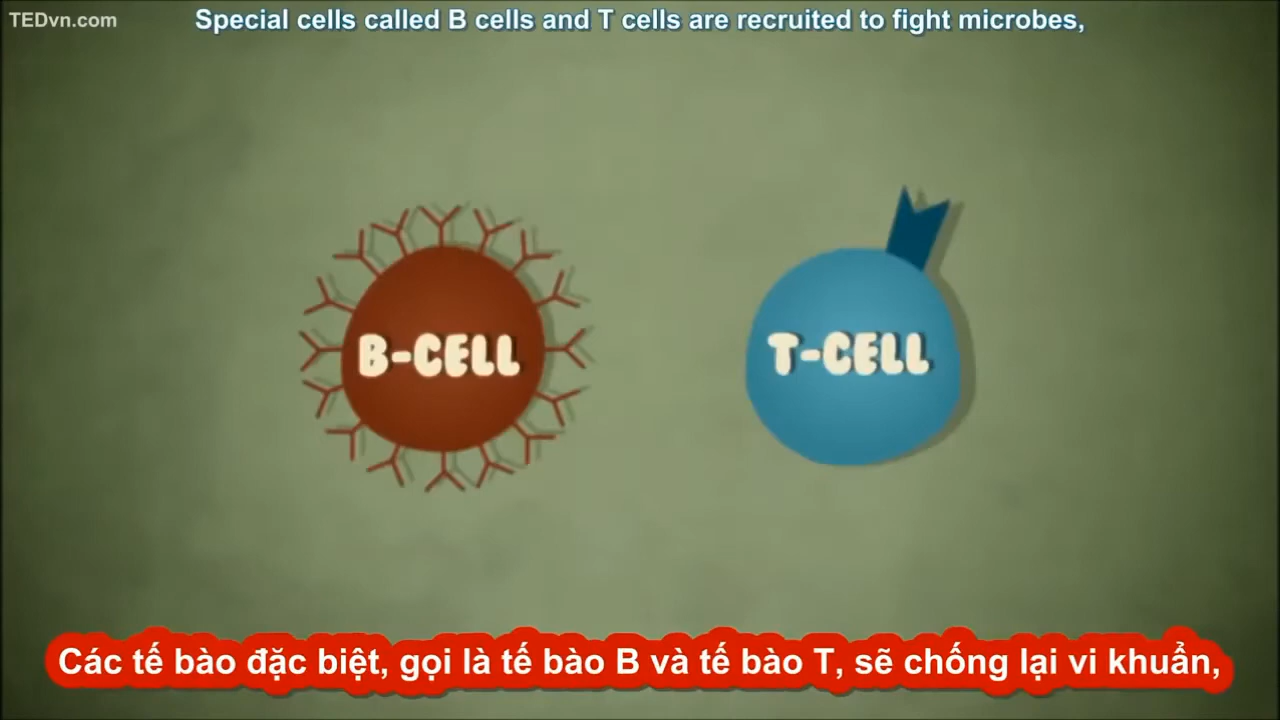 TEDvn.com
Special cells called B cells and T cells are recruited to fight microbes,
B-CELL
T-CELL
Các tế bào đặc biệt, gọi là tế bào B và tế bào T, sẽ chống lại vi khuẩn,